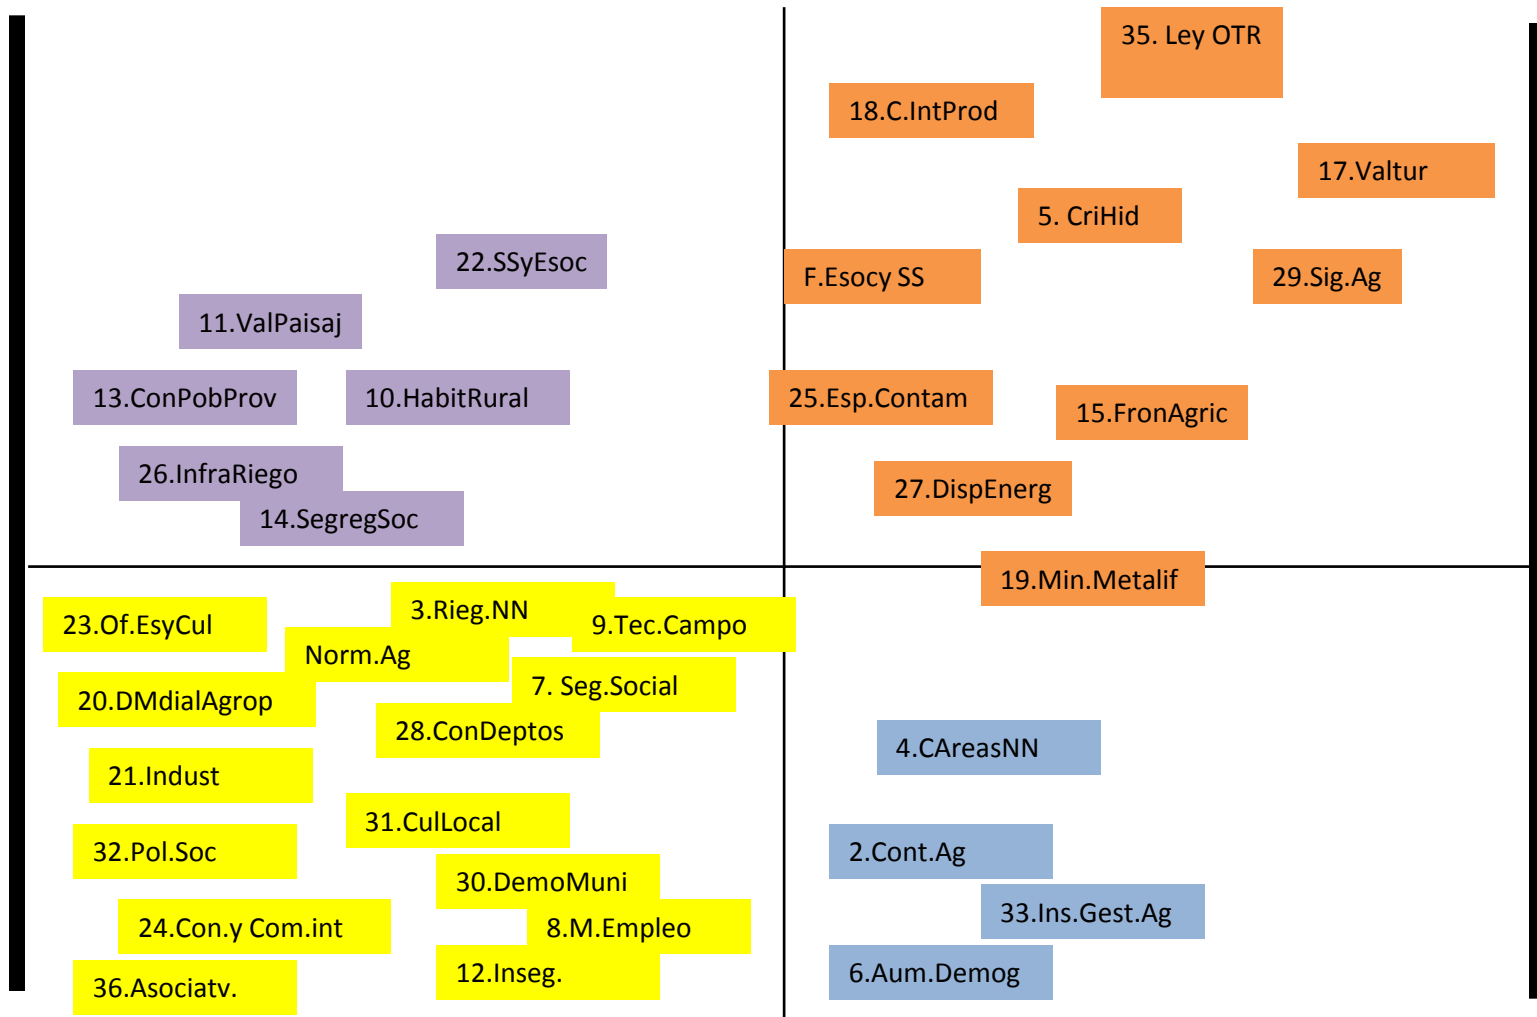 35. Ley OTR
18.C.IntProd
17.Valtur
5. CriHid
22.SSyEsoc
F.Esocy SS
29.Sig.Ag
11.ValPaisaj
13.ConPobProv
10.HabitRural
25.Esp.Contam
15.FronAgric
26.InfraRiego
27.DispEnerg
14.SegregSoc
19.Min.Metalif
3.Rieg.NN
23.Of.EsyCul
9.Tec.Campo
Norm.Ag
7. Seg.Social
20.DMdialAgrop
28.ConDeptos
4.CAreasNN
21.Indust
31.CulLocal
32.Pol.Soc
2.Cont.Ag
30.DemoMuni
33.Ins.Gest.Ag
24.Con.y Com.int
8.M.Empleo
12.Inseg.
6.Aum.Demog
36.Asociatv.